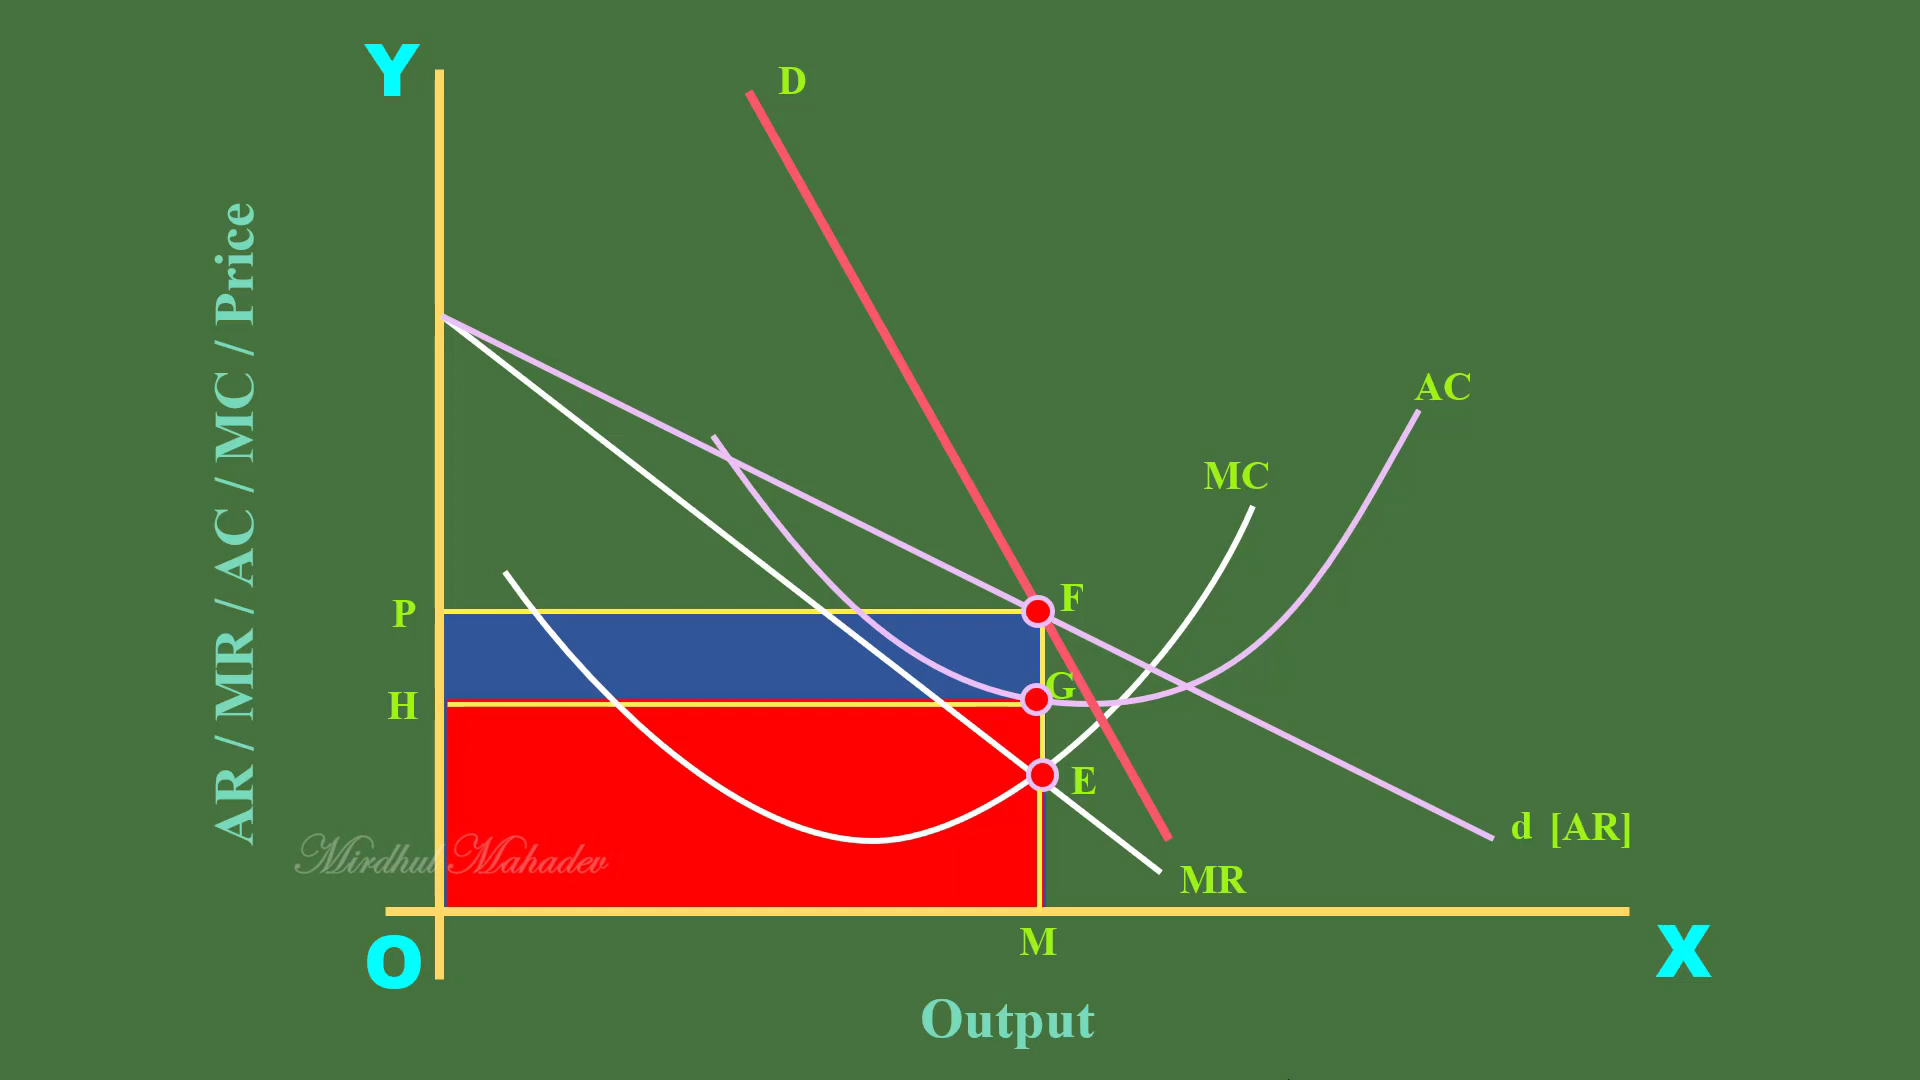 Y
D
AR / MR / AC / MC / Price
AC
MC
F
P
G
H
E
d [AR]
Mirdhul Mahadev
MR
M
O
X
Output